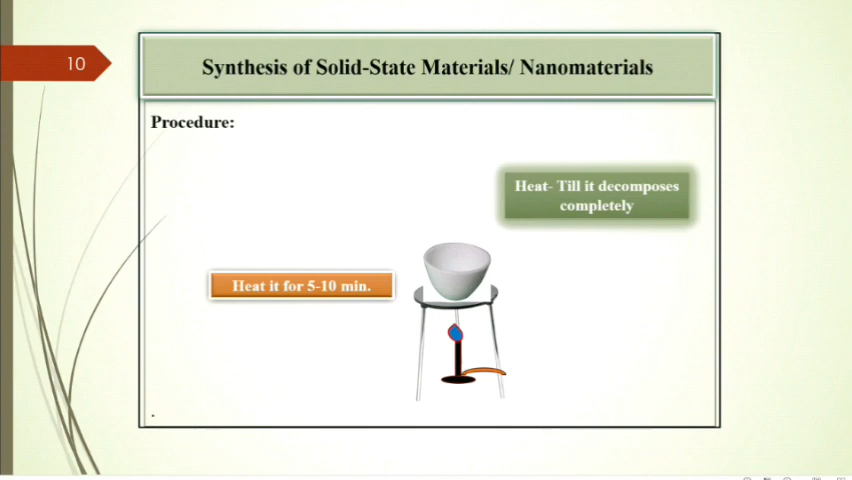 10
Synthesis of Solid-State Materials/ Nanomaterials
Procedure:
Heat- Till it decomposes
completely
Heat it for 5-10 min.
.